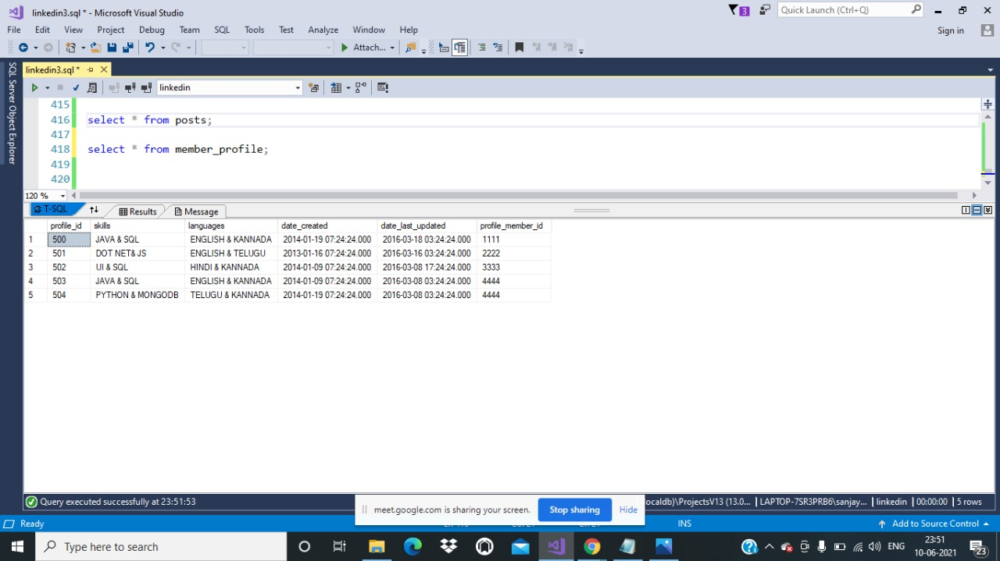 linkedin3.sql * - Microsoft Visual Studio
3
Quick Launch (Ctrl+Q)
File Edit View Project Debug Team SQL Tools Test Analyze Window Help
Sign in
Attach...
SQL Server Object Explorer
linkedin3.sql *
linkedin
415
416 select * from posts;
417
418 select * from member_profile;
419
420
120 %
T-SQL Results Message
profile_id skills languages date_created date_last_updated profile_member_id
1 500 JAVA & SQL ENGLISH & KANNADA 2014-01-19 07:24:24.000 2016-03-18 03:24:24.000 1111
2 501 DOT NET& JS ENGLISH & TELUGU 2013-01-16 07:24:24.000 2016-03-16 03:24:24.000 2222
3 502 UI & SQL HINDI & KANNADA 2014-01-09 07:24:24.000 2016-03-08 17:24:24.000 3333
4 503 JAVA & SQL ENGLISH & KANNADA 2014-01-09 07:24:24.000 2016-03-08 03:24:24.000 4444
5 504 PYTHON & MONGODB TELUGU & KANNADA 2014-01-19 07:24:24.000 2016-03-08 03:24:24.000 4444
Query executed successfully at 23:51:53
ocaldb)\ProjectsV13 (13.0... LAPTOP-7SR3PRB6\sanjay... linkedin 00:00:00 5 rows
meet.google.com is sharing your screen. Stop sharing Hide
Ready
INS
Add to Source Control
Type here to search
ENG
23:51
10-06-2021
23